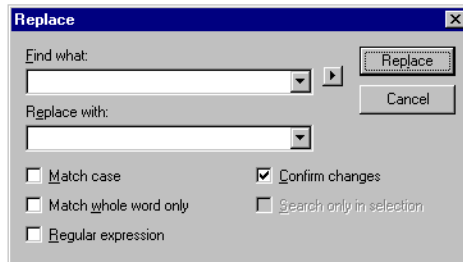 Replace
Find what:
Replace
Cancel
Replace with:
Match case
Confirm changes
Match whole word only
Search only in selection
Regular expression